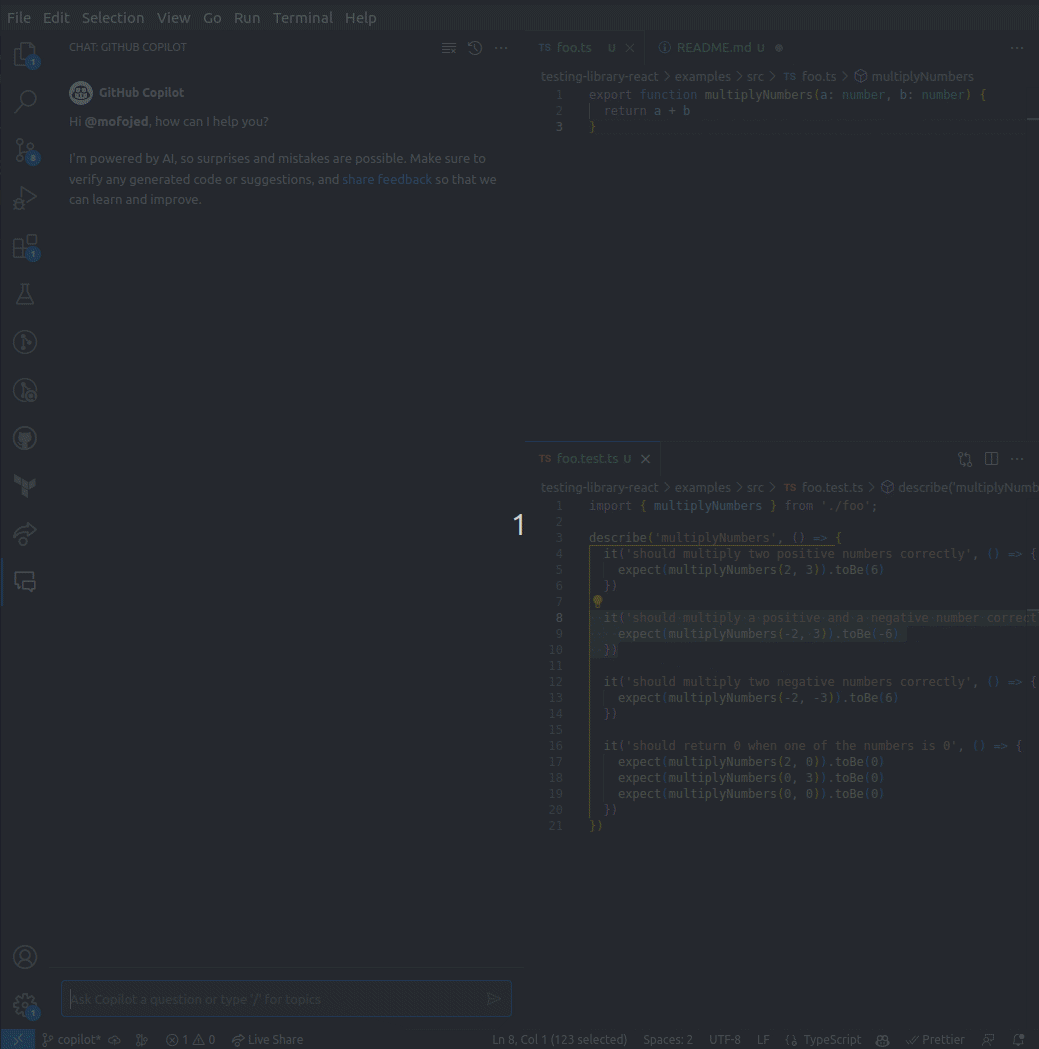 File Edit Selection View Go Run Terminal Help
CHAT: GITHUB COPILOT
GitHub Copilot
Hi @mofojed, how can I help you?
I'm powered by AI, so surprises and mistakes are possible. Make sure to
verify any generated code or suggestions, and share feedback so that we
can learn and improve.
1
8
1
Ask Copilot a question or type '/' for topics
1
TS foo.ts U README.md U
testing-library-react > examples > src > TS foo.ts > multiplyNumbers
1 export function multiplyNumbers(a: number, b: number) {
2 return a + b
3 }
TS foo.test.ts U
testing-library-react > examples > src > TS foo.test.ts > describe('multiplyNumb
1 import { multiplyNumbers } from './foo';
2
3 describe('multiplyNumbers', () => {
4 it('should multiply two positive numbers correctly', () => {
5 expect(multiplyNumbers(2, 3)).toBe(6)
6 })
7
8 it('should multiply a positive and a negative number correct
9 expect(multiplyNumbers(-2, 3)).toBe(-6)
10 })
11
12 it('should multiply two negative numbers correctly', () => {
13 expect(multiplyNumbers(-2, -3)).toBe(6)
14 })
15
16 it('should return 0 when one of the numbers is 0', () => {
17 expect(multiplyNumbers(2, 0)).toBe(0)
18 expect(multiplyNumbers(0, 3)).toBe(0)
19 expect(multiplyNumbers(0, 0)).toBe(0)
20 })
21 })
1
copilot* 1 0 Live Share Ln 8, Col 1 (123 selected) Spaces: 2 UTF-8 LF TypeScript Prettier